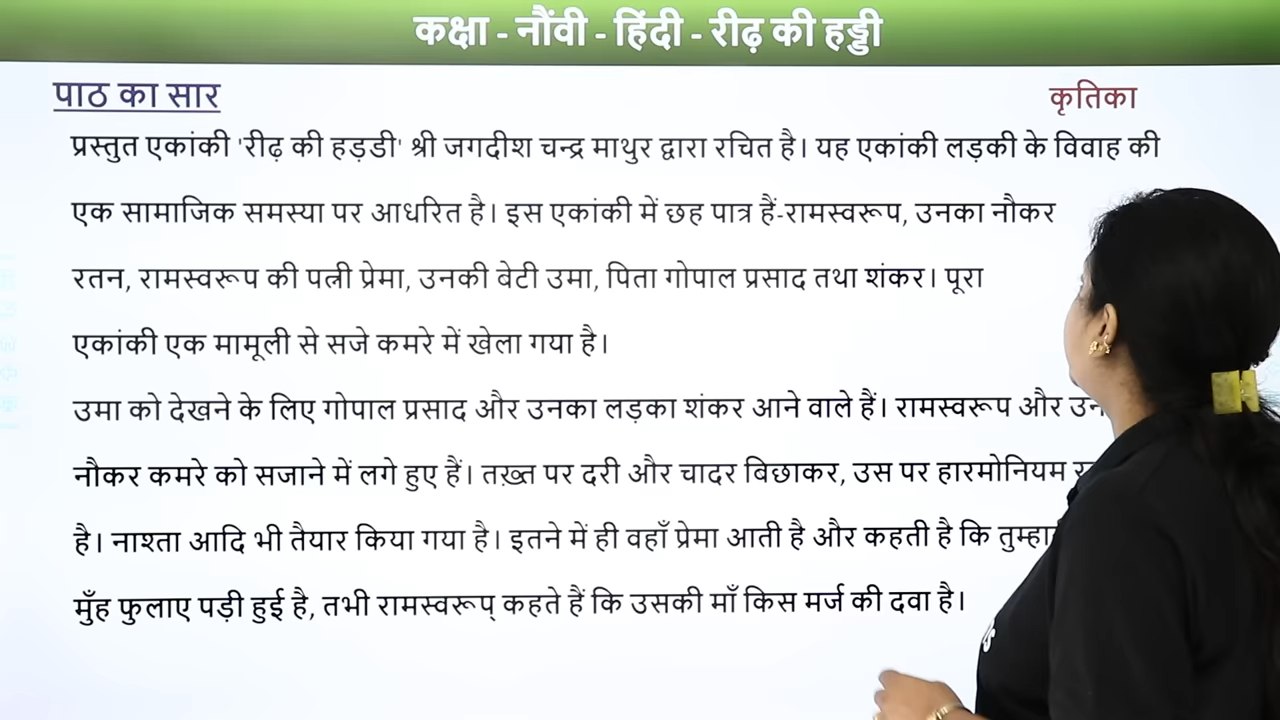 कक्षा - नौंवी - हिंदी - रीढ़ की हड्डी
पाठ का सार
कृतिका
प्रस्तुत एकांकी 'रीढ़ की हड़डी' श्री जगदीश चन्द्र माथुर द्वारा रचित है। यह एकांकी लड़की के विवाह की
एक सामाजिक समस्या पर आधरित है। इस एकांकी में छह पात्र हैं-रामस्वरूप, उनका नौकर
रतन, रामस्वरूप की पत्नी प्रेमा, उनकी वेटी उमा, पिता गोपाल प्रसाद तथा शंकर। पूरा
एकांकी एक मामूली से सजे कमरे में खेला गया है।
उमा को देखने के लिए गोपाल प्रसाद और उनका लड़का शंकर आने वाले हैं। रामस्वरूप और
नौकर कमरे को सजाने में लगे हुए हैं। तख़्त पर दरी और चादर विछाकर, उस पर हारमोनियम
है। नाश्ता आदि भी तैयार किया गया है। इतने में ही वहाँ प्रेमा आती है और कहती है कि
मुँह फुलाए पड़ी हुई है, तभी रामस्वरूप् कहते हैं कि उसकी माँ किस मर्ज की दवा है।